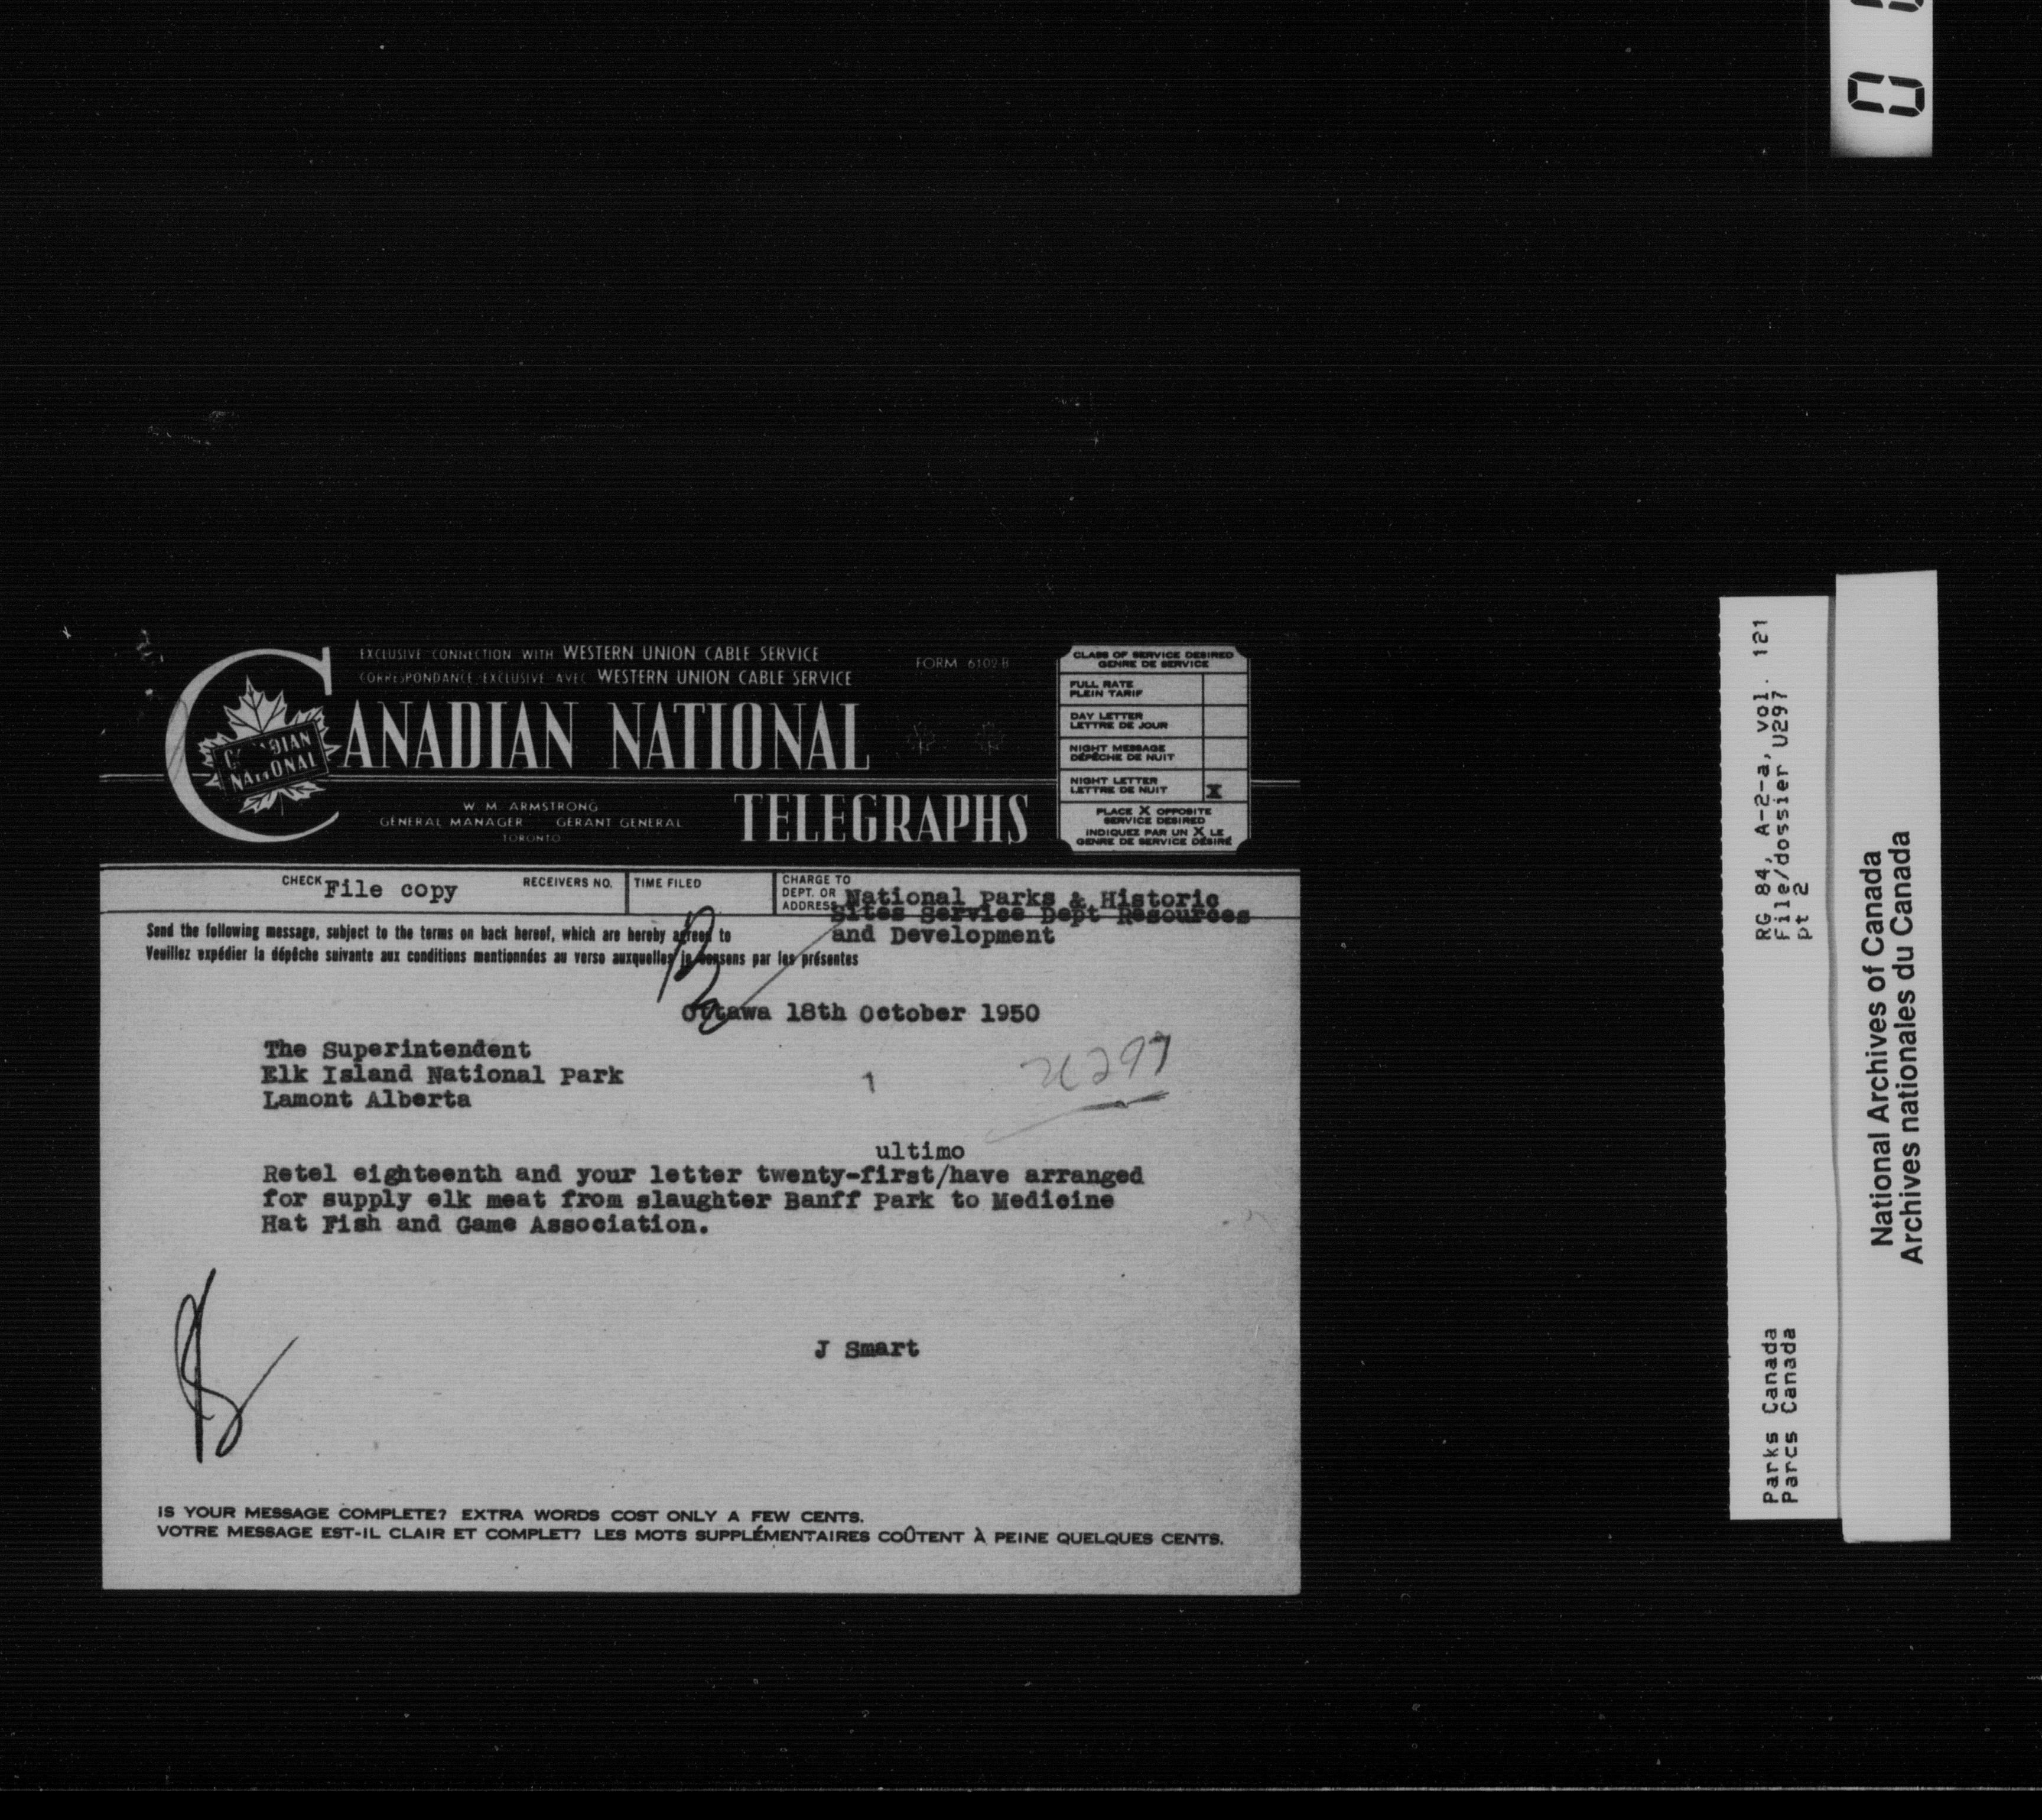 EXCLUSIVE CONNECTION WITH WESTERN UNION CABLE SERVICE
CORRESPONDANCE EXCLUSIVE AVEC WESTERN UNION CABLE SERVICE
FORM 6102 B
CANADIAN NATIONAL
TELEGRAPHS
CANADIAN
NATIONAL
W. M. ARMSTRONG
GENERAL MANAGER GERANT GENERAL
TORONTO
CLASS OF SERVICE DESIRED
GENRE DE SERVICE
FULL RATE
PLEIN TARIF
DAY LETTER
LETTRE DE JOUR
NIGHT MESSAGE
DÉPÊCHE DE NUIT
NIGHT LETTER
LETTRE DE NUIT X
PLACE X OPPOSITE
SERVICE DESIRED
INDIQUEZ PAR UN X LE
GENRE DE SERVICE DÉSIRÉ
CHECK File copy
RECEIVERS NO.
TIME FILED
CHARGE TO
DEPT. OR
ADDRESS
National Parks & Historic
Sites Service Dept Resources
and Development
Send the following message, subject to the terms on back hereof, which are hereby agreed to
Veuillez expédier la dépêche suivante aux conditions mentionnées au verso auxquelles je consens par les présentes
Ottawa 18th October 1950
The Superintendent
Elk Island National Park
Lamont Alberta
U297
ultimo
Retel eighteenth and your letter twenty-first/have arranged
for supply elk meat from slaughter Banff Park to Medicine
Hat Fish and Game Association.
J Smart
IS YOUR MESSAGE COMPLETE? EXTRA WORDS COST ONLY A FEW CENTS.
VOTRE MESSAGE EST-IL CLAIR ET COMPLET? LES MOTS SUPPLÉMENTAIRES COÛTENT À PEINE QUELQUES CENTS.
RG 84, A-2-a, vol. 121
File/dossier U297
pt 2
Parks Canada
Parcs Canada
National Archives of Canada
Archives nationales du Canada